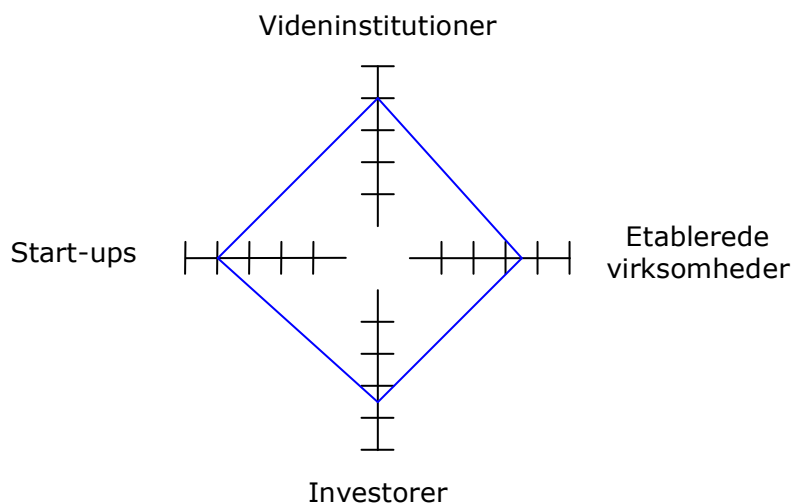 Videninstitutioner
Start-ups
Etablerede
virksomheder
Investorer